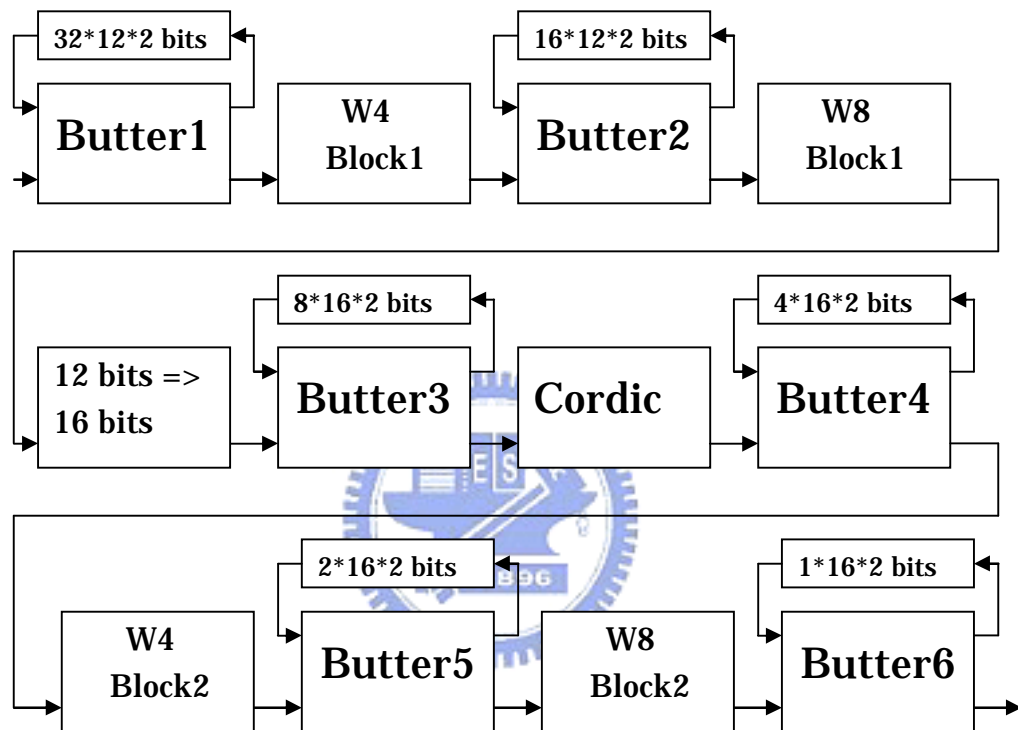 32*12*2 bits
16*12*2 bits
Butter1
W4
Block1
Butter2
W8
Block1
8*16*2 bits
4*16*2 bits
12 bits =>
16 bits
Butter3
Cordic
Butter4
E S
896
2*16*2 bits
1*16*2 bits
W4
Block2
Butter5
W8
Block2
Butter6